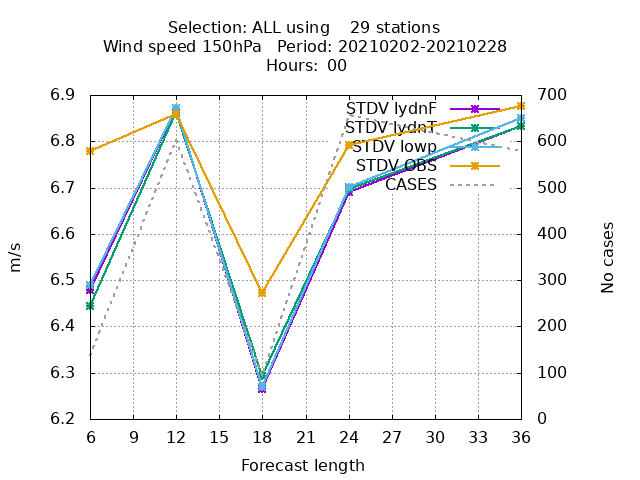 Selection: ALL using    29 stations
Wind speed 150hPa   Period: 20210202-20210228
Hours:  00
STDV lydnF
STDV lydnT
STDV lowp
STDV OBS
CASES
6.9
6.8
6.7
6.6
6.5
6.4
6.3
6.2
700
600
500
400
300
200
100
0
m/s
No cases
6 9 12 15 18 21 24 27 30 33 36
Forecast length